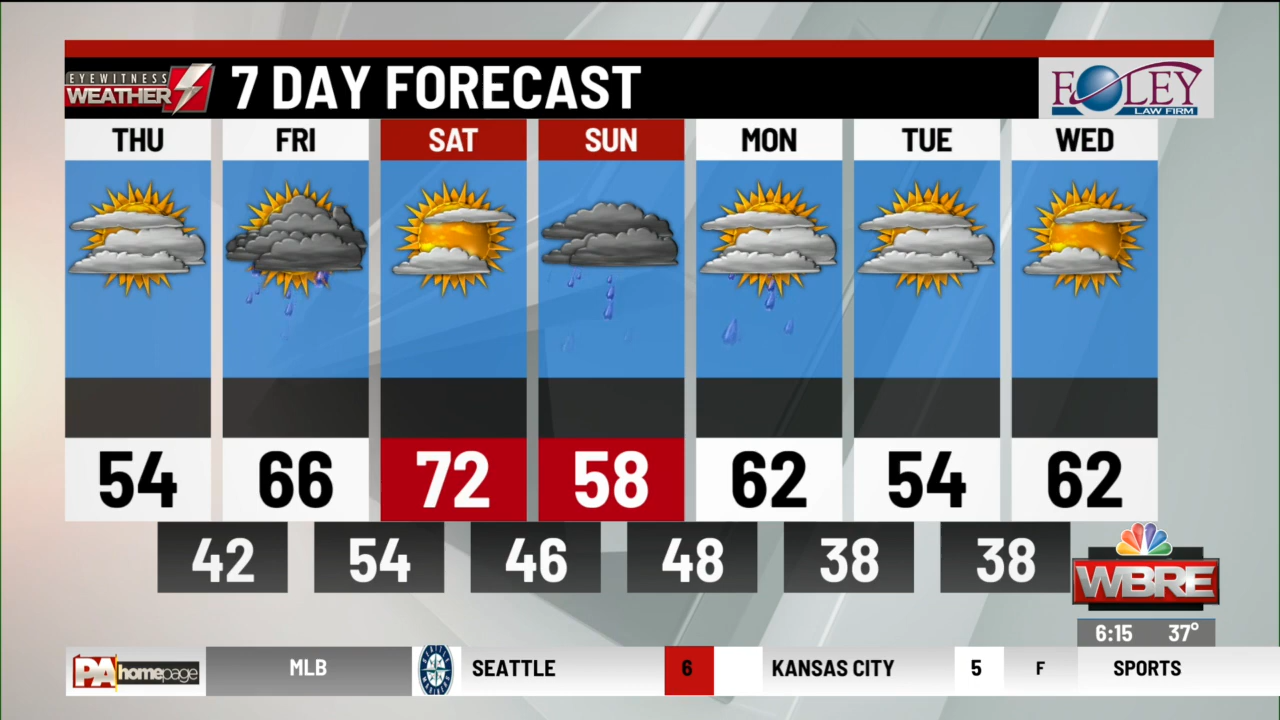 EYEWITNESS
WEATHER
7 DAY FORECAST
FOLEY
LAW FIRM
THU FRI SAT SUN MON TUE WED
54 66 72 58 62 54 62
42 54 46 48 38 38
WBRE
6:15 37°
PA homepage MLB SEATTLE 6 KANSAS CITY 5 F SPORTS